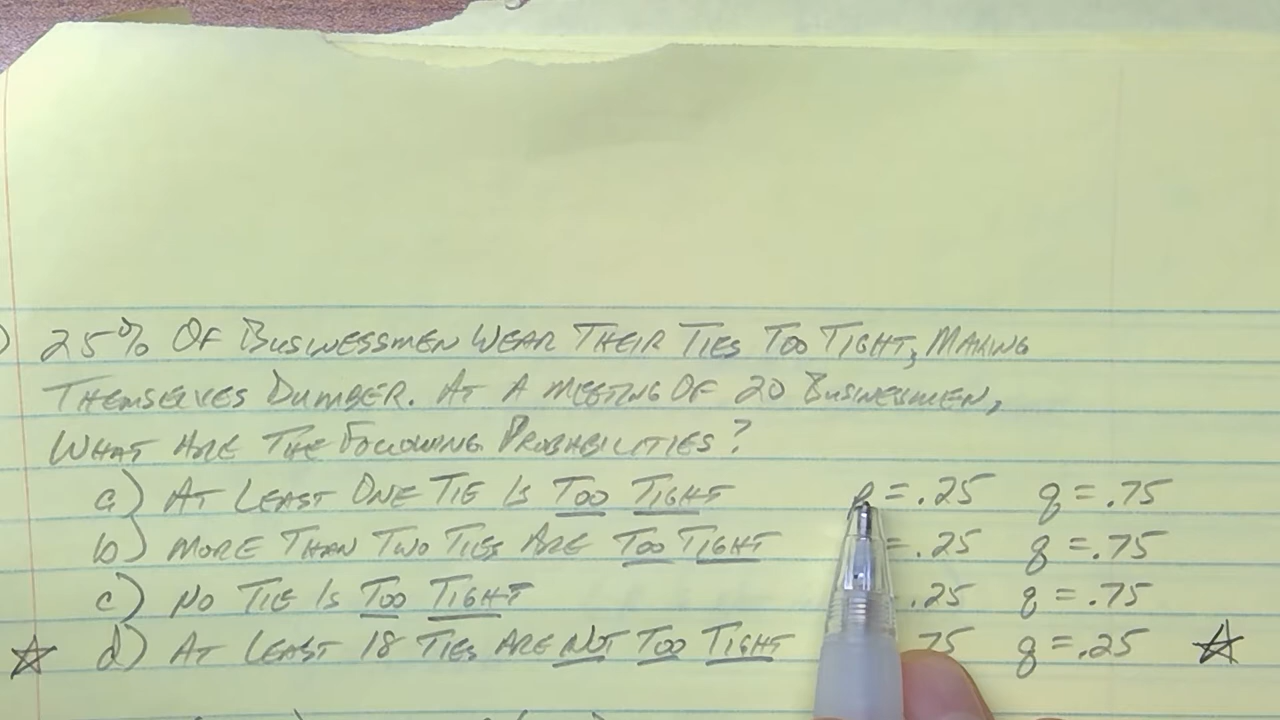 ) 25% OF BUSINESSMEN WEAR THEIR TIES TOO TIGHT, MAKING
THEMSELVES DUMBER. AT A MEETING OF 20 BUSINESSMEN,
WHAT ARE THE FOLLOWING PROBABILITIES?
a) AT LEAST ONE TIE IS TOO TIGHT p = .25 q = .75
b) MORE THAN TWO TIES ARE TOO TIGHT = .25 q = .75
c) NO TIE IS TOO TIGHT .25 q = .75
☆ d) AT LEAST 18 TIES ARE NOT TOO TIGHT 75 q = .25 ☆